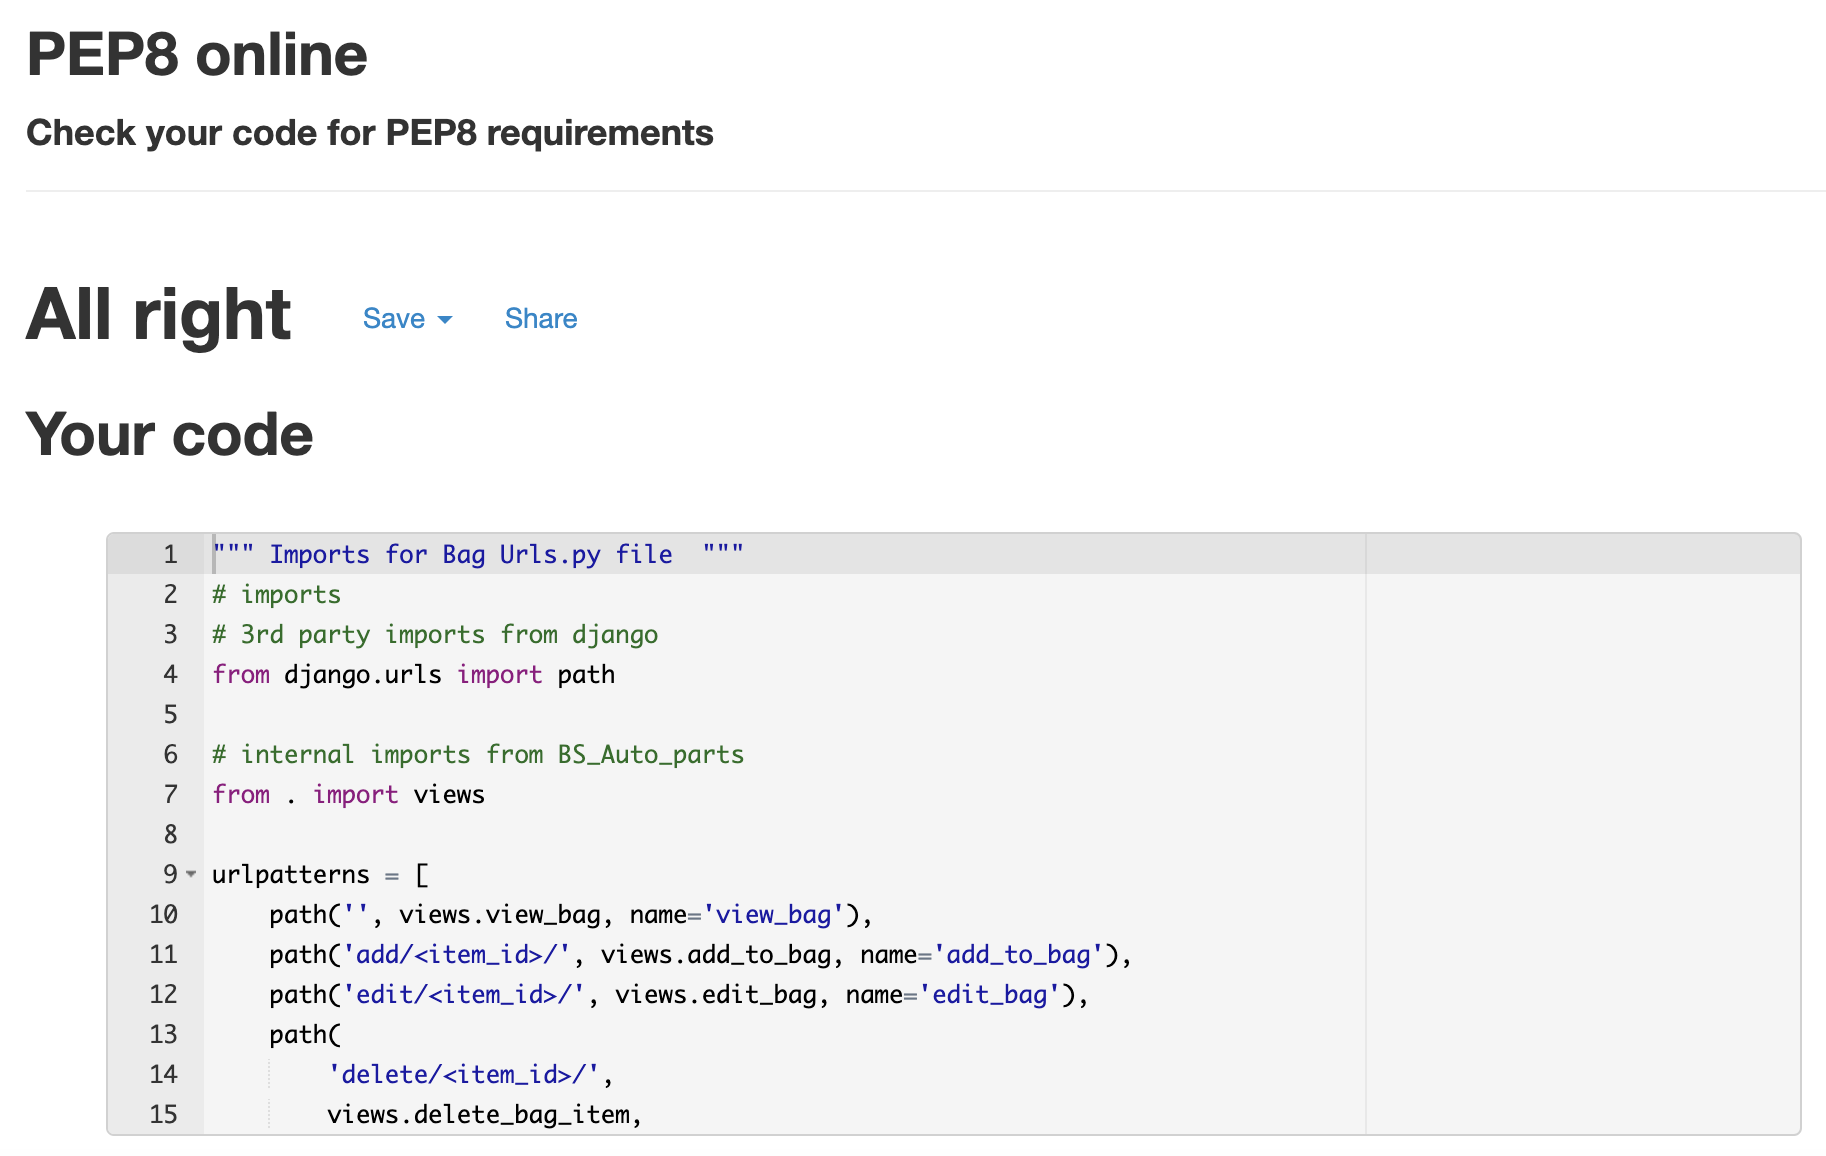 PEP8 online
Check your code for PEP8 requirements
All right Save Share
Your code
1 """ Imports for Bag Urls.py file  """
2 # imports
3 # 3rd party imports from django
4 from django.urls import path
5
6 # internal imports from BS_Auto_parts
7 from . import views
8
9 urlpatterns = [
10     path('', views.view_bag, name='view_bag'),
11     path('add/<item_id>/', views.add_to_bag, name='add_to_bag'),
12     path('edit/<item_id>/', views.edit_bag, name='edit_bag'),
13     path(
14         'delete/<item_id>/',
15         views.delete_bag_item,